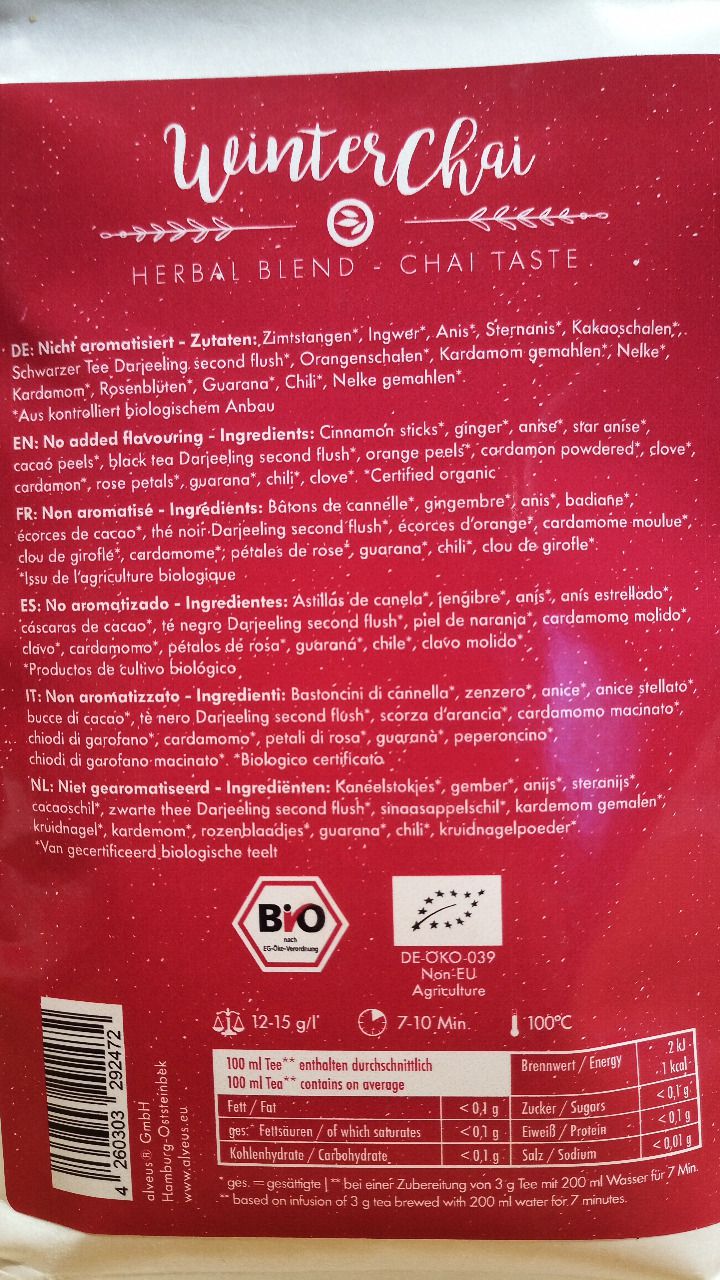 WinterChai
HERBAL BLEND - CHAI TASTE
DE: Nicht aromatisiert - Zutaten: Zimtstangen*, Ingwer*, Anis*, Sternanis*, Kakaoschalen*,
Schwarzer Tee Darjeeling second flush*, Orangenschalen*, Kardamom gemahlen*, Nelke*,
Kardamom*, Rosenblüten*, Guarana*, Chili*, Nelke gemahlen*.
*Aus kontrolliert biologischem Anbau
EN: No added flavouring - Ingredients: Cinnamon sticks*, ginger*, anise*, star anise*,
cacao peels*, black tea Darjeeling second flush*, orange peels*, cardamon powdered*, clove*,
cardamon*, rose petals*, guarana*, chili*, clove*. *Certified organic
FR: Non aromatisé - Ingrédients: Bâtons de cannelle*, gingembre*, anis*, badiane*,
écorces de cacao*, thé noir Darjeeling second flush*, écorces d'orange*, cardamome moulue*,
clou de girofle*, cardamome*, pétales de rose*, guarana*, chili*, clou de girofle*.
*Issu de l'agriculture biologique
ES: No aromatizado - Ingredientes: Astillas de canela*, jengibre*, anís*, anís estrellado*,
cáscaras de cacao*, té negro Darjeeling second flush*, piel de naranja*, cardamomo molido*,
clavo*, cardamomo*, pétalos de rosa*, guaraná*, chile*, clavo molido*.
*Productos de cultivo biológico
IT: Non aromatizzato - Ingredienti: Bastoncini di cannella*, zenzero*, anice*, anice stellato*,
bucce di cacao*, tè nero Darjeeling second flush*, scorza d'arancia*, cardamomo macinato*,
chiodi di garofano*, cardamomo*, petali di rosa*, guaranà*, peperoncino*,
chiodi di garofano macinato*. *Biologico certificato
NL: Niet gearomatiseerd - Ingrediënten: Kaneelstokjes*, gember*, anijs*, steranijs*,
cacaoschil*, zwarte thee Darjeeling second flush*, sinaasappelschil*, kardemom gemalen*,
kruidnagel*, kardemom*, rozenblaadjes*, guarana*, chili*, kruidnagelpoeder*.
*Van gecertificeerd biologische teelt
BiO
nach
EG-Öko-Verordnung
DE-ÖKO-039
Non-EU
Agriculture
12-15 g/l
7-10 Min.
100°C
100 ml Tee** enthalten durchschnittlich
100 ml Tea** contains on average
Brennwert / Energy
2 kJ
1 kcal
Fett / Fat <0,1 g
Zucker / Sugars <0,1 g
ges.* Fettsäuren / of which saturates <0,1 g
Eiweiß / Protein <0,1 g
Kohlenhydrate / Carbohydrate <0,1 g
Salz / Sodium <0,01 g
* ges. = gesättigte | ** bei einer Zubereitung von 3 g Tee mit 200 ml Wasser für 7 Min.
** based on infusion of 3 g tea brewed with 200 ml water for 7 minutes.
4 260303 292472
alveus® GmbH
Hamburg-Oststeinbek
www.alveus.eu